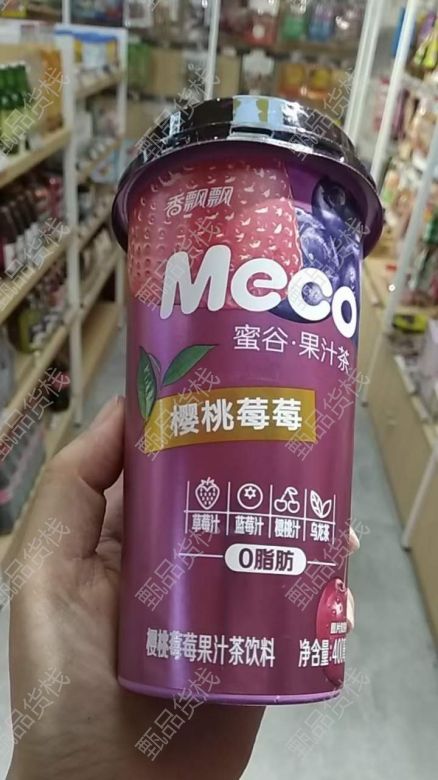 香飘飘
Meco
蜜谷·果汁茶
樱桃莓莓
草莓汁 蓝莓汁 樱桃汁 乌龙茶
0脂肪
樱桃莓莓果汁茶饮料 净含量:400
甄品货栈